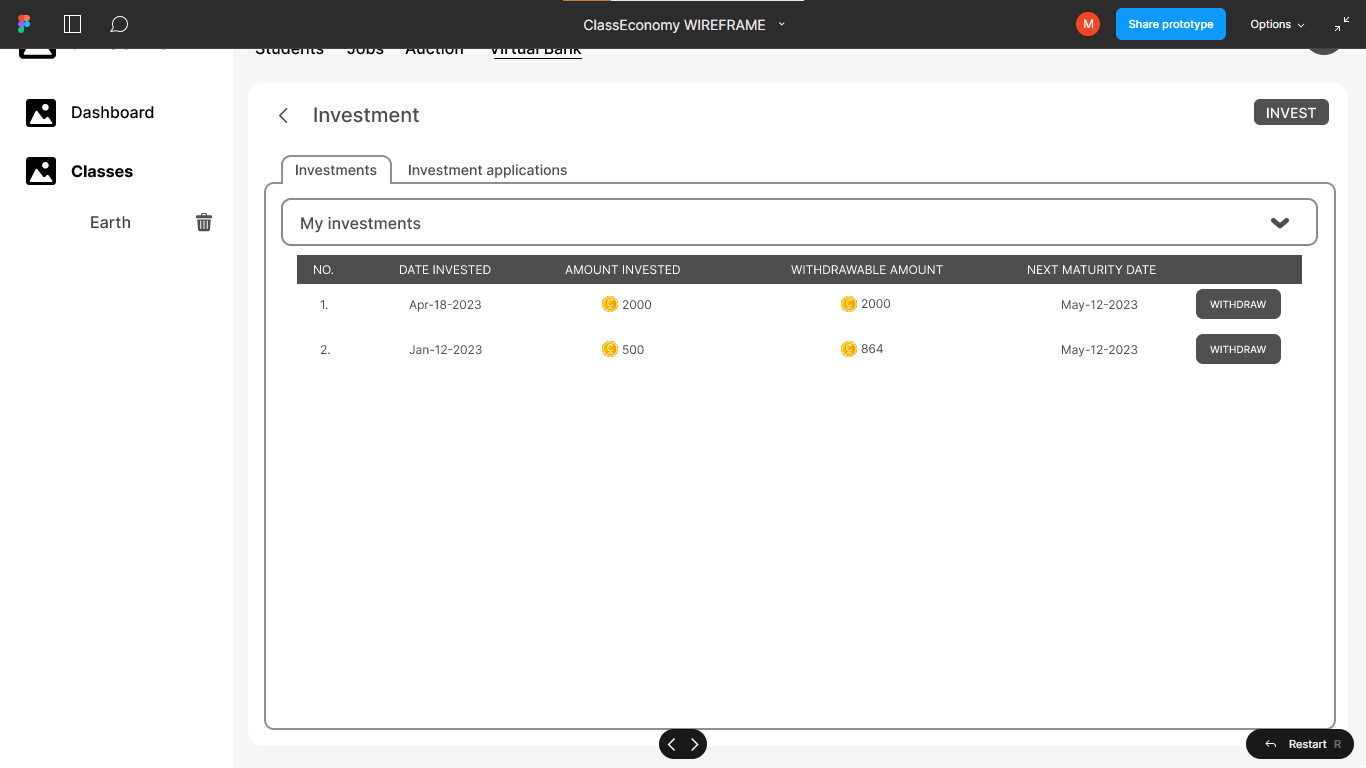 ClassEconomy WIREFRAME
M
Share prototype
Options
Students Jobs Auction Virtual Bank
Dashboard
Classes
Earth
Investment
INVEST
Investments
Investment applications
My investments
NO. DATE INVESTED AMOUNT INVESTED WITHDRAWABLE AMOUNT NEXT MATURITY DATE
1. Apr-18-2023 2000 2000 May-12-2023 WITHDRAW
2. Jan-12-2023 500 864 May-12-2023 WITHDRAW
Restart R